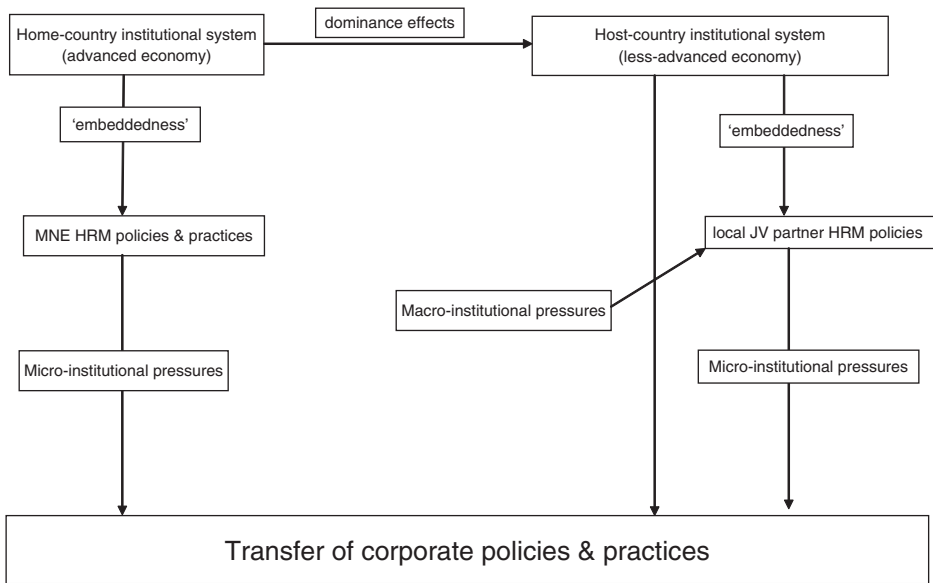 dominance effects
Home-country institutional system
(advanced economy)
Host-country institutional system
(less-advanced economy)
‘embeddedness’
‘embeddedness’
MNE HRM policies & practices
local JV partner HRM policies
Macro-institutional pressures
Micro-institutional pressures
Micro-institutional pressures
Transfer of corporate policies & practices